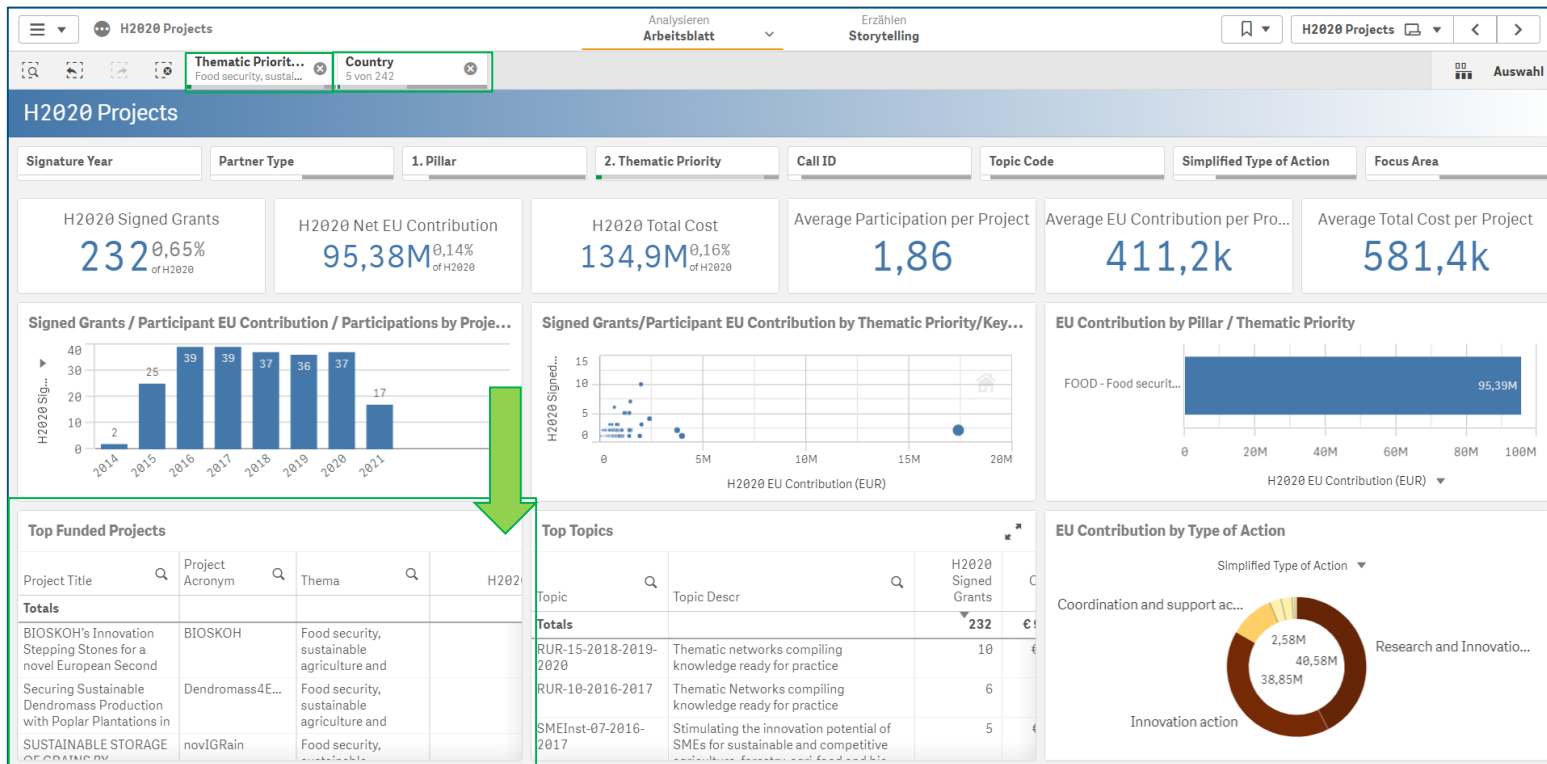 H2020 Projects
Analysieren
Arbeitsblatt
Erzählen
Storytelling
H2020 Projects
Thematic Priorit...
Food security, sustai...
Country
5 von 242
Auswahl
H2020 Projects
Signature Year
Partner Type
1. Pillar
2. Thematic Priority
Call ID
Topic Code
Simplified Type of Action
Focus Area
H2020 Signed Grants
232 0,65%
of H2020
H2020 Net EU Contribution
95,38M 0,14%
of H2020
H2020 Total Cost
134,9M 0,16%
of H2020
Average Participation per Project
1,86
Average EU Contribution per Pro...
411,2k
Average Total Cost per Project
581,4k
Signed Grants / Participant EU Contribution / Participations by Proje...
H2020 Sig...
40
30
20
10
0
2
25
39
39
37
36
37
17
2014
2015
2016
2017
2018
2019
2020
2021
Signed Grants/Participant EU Contribution by Thematic Priority/Key...
H2020 Signed...
15
10
5
0
0
5M
10M
15M
20M
H2020 EU Contribution (EUR)
EU Contribution by Pillar / Thematic Priority
FOOD - Food securit...
95,39M
0
20M
40M
60M
80M
100M
H2020 EU Contribution (EUR)
Top Funded Projects
Project Title
Project
Acronym
Thema
H202
Totals
BIOSKOH's Innovation
Stepping Stones for a
novel European Second
BIOSKOH
Food security,
sustainable
agriculture and
Securing Sustainable
Dendromass Production
with Poplar Plantations in
Dendromass4E...
Food security,
sustainable
agriculture and
SUSTAINABLE STORAGE
OF GRAINS BY
novIGRain
Food security,
sustainable
Top Topics
Topic
Topic Descr
H2020
Signed
Grants
Totals
232
RUR-15-2018-2019-
2020
Thematic networks compiling
knowledge ready for practice
10
RUR-10-2016-2017
Thematic Networks compiling
knowledge ready for practice
6
SMEInst-07-2016-
2017
Stimulating the innovation potential of
SMEs for sustainable and competitive
agriculture, forestry, agri-food and bio-
5
EU Contribution by Type of Action
Simplified Type of Action
Coordination and support ac...
2,58M
40,58M
38,85M
Research and Innovatio...
Innovation action